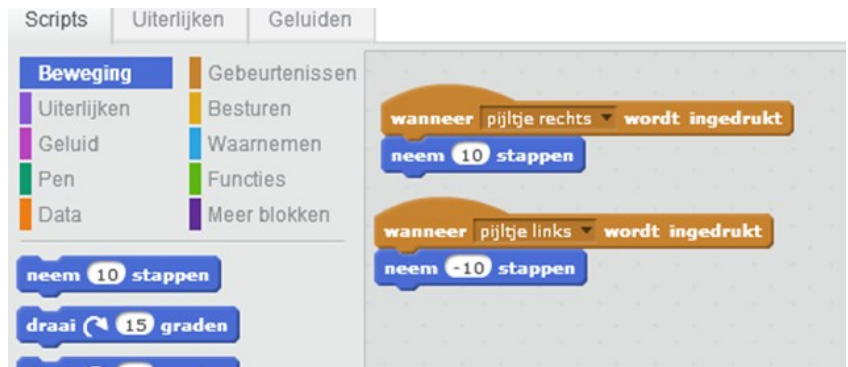 Scripts Uiterlijken Geluiden
Beweging Gebeurtenissen
Uiterlijken Besturen
Geluid Waarnemen
Pen Functies
Data Meer blokken
neem 10 stappen
draai 15 graden
wanneer pijltje rechts wordt ingedrukt
neem 10 stappen
wanneer pijltje links wordt ingedrukt
neem -10 stappen